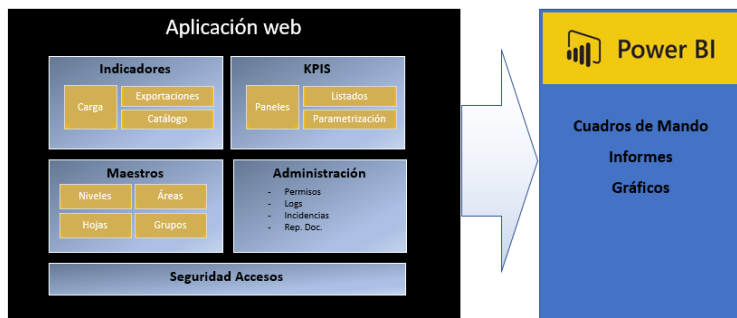 Aplicación web
Indicadores
Carga
Exportaciones
Catálogo
KPIS
Paneles
Listados
Parametrización
Maestros
Niveles
Áreas
Hojas
Grupos
Administración
- Permisos
- Logs
- Incidencias
- Rep. Doc.
Seguridad Accesos
Power BI
Cuadros de Mando
Informes
Gráficos